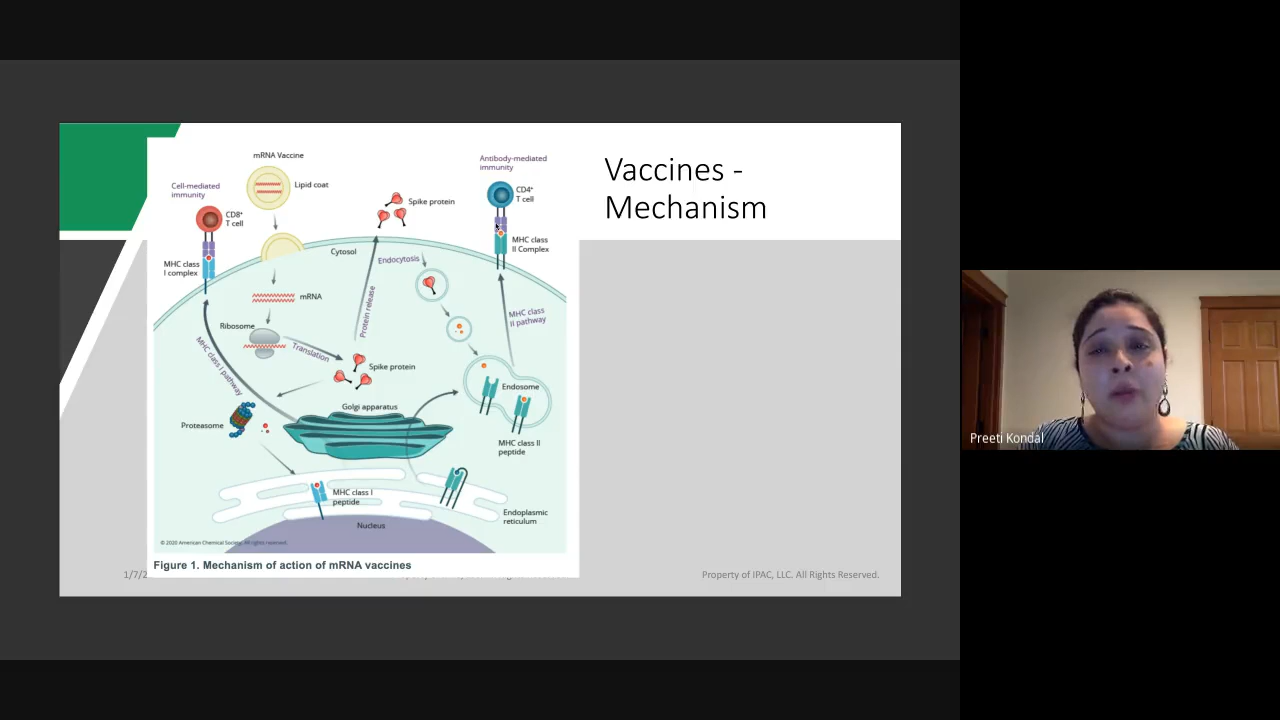 Vaccines -
Mechanism
mRNA Vaccine
Lipid coat
Cell-mediated
immunity
CD8+
T cell
MHC class
I complex
Antibody-mediated
immunity
CD4+
T cell
MHC class
II Complex
Spike protein
Cytosol
Endocytosis
mRNA
Ribosome
Translation
Protein release
MHC class
II pathway
MHC class I pathway
Spike protein
Endosome
Golgi apparatus
Proteasome
MHC class II
peptide
MHC class I
peptide
Endoplasmic
reticulum
Nucleus
© 2020 American Chemical Society. All rights reserved.
Figure 1. Mechanism of action of mRNA vaccines
1/7/2
Property of IPAC, LLC. All Rights Reserved.
Preeti Kondal